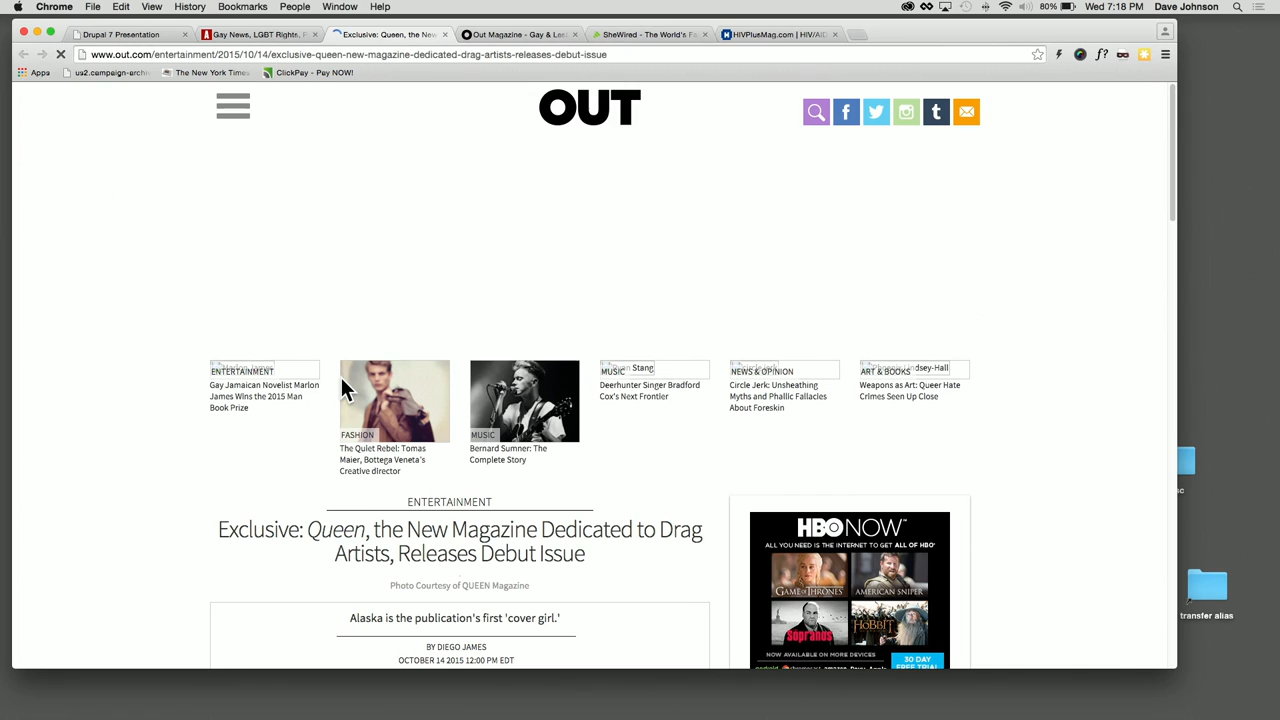 Chrome File Edit View History Bookmarks People Window Help 80% Wed 7:18 PM Dave Johnson
Drupal 7 Presentation Gay News, LGBT Rights, P Exclusive: Queen, the New Out Magazine - Gay & Les SheWired - The World's Fa HIVPlusMag.com | HIV/AID
www.out.com/entertainment/2015/10/14/exclusive-queen-new-magazine-dedicated-drag-artists-releases-debut-issue
Apps us2.campaign-archiv The New York Times ClickPay - Pay NOW!
OUT
ENTERTAINMENT
Gay Jamaican Novelist Marlon
James Wins the 2015 Man
Book Prize
FASHION
The Quiet Rebel: Tomas
Maier, Bottega Veneta's
Creative director
MUSIC
Bernard Sumner: The
Complete Story
Stang
MUSIC
Deerhunter Singer Bradford
Cox's Next Frontier
NEWS & OPINION
Circle Jerk: Unsheathing
Myths and Phallic Fallacies
About Foreskin
ART & BOOKS
Weapons as Art: Queer Hate
Crimes Seen Up Close
ENTERTAINMENT
Exclusive: Queen, the New Magazine Dedicated to Drag
Artists, Releases Debut Issue
Photo Courtesy of QUEEN Magazine
Alaska is the publication's first 'cover girl.'
BY DIEGO JAMES
OCTOBER 14 2015 12:00 PM EDT
HBO NOW
ALL YOU NEED IS THE INTERNET TO GET ALL OF HBO
GAME OF THRONES
AMERICAN SNIPER
Sopranos
THE HOBBIT
NOW AVAILABLE ON MORE DEVICES
30 DAY
FREE TRIAL
transfer alias